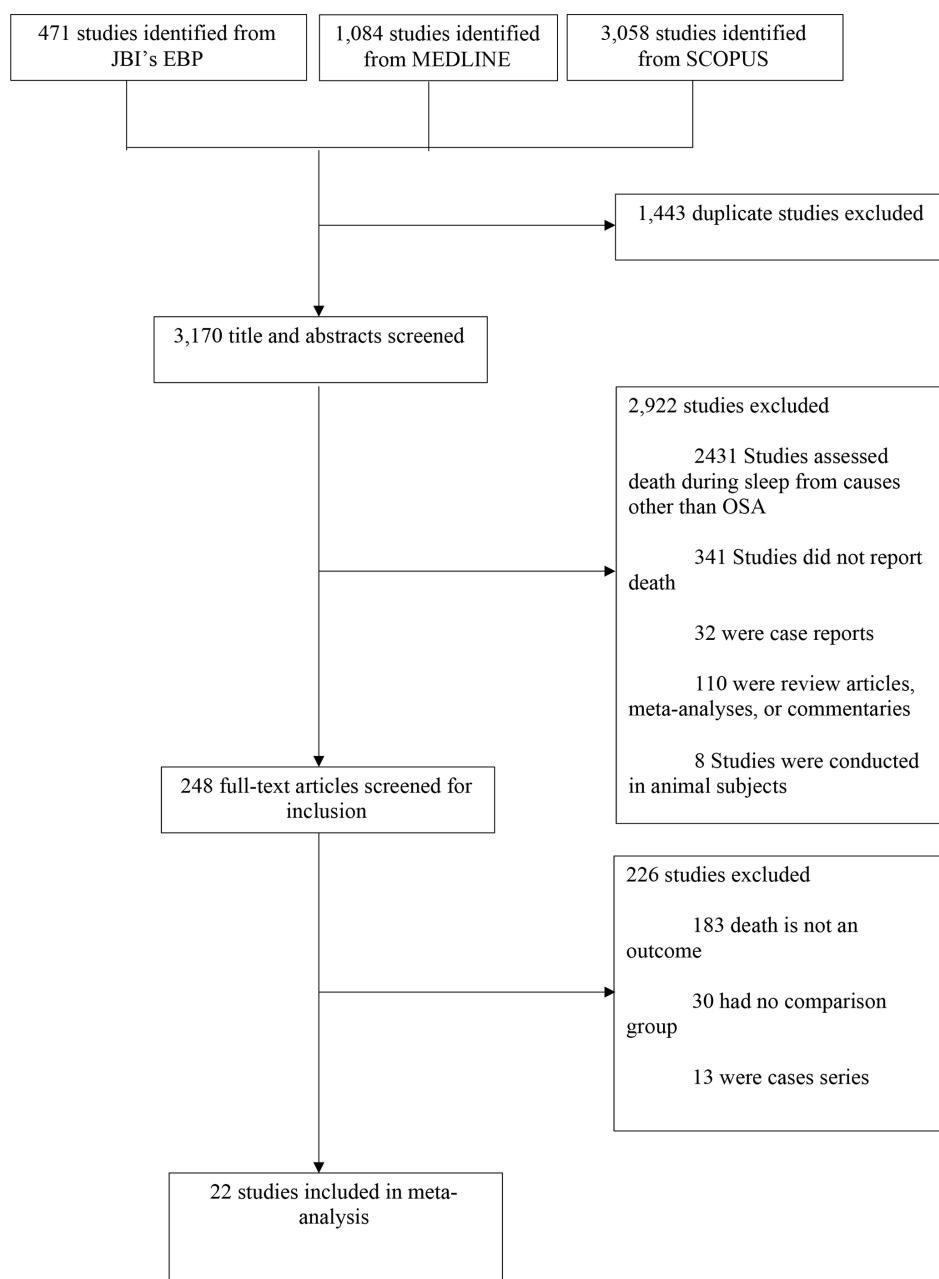 471 studies identified from
JBI's EBP
1,084 studies identified
from MEDLINE
3,058 studies identified
from SCOPUS
1,443 duplicate studies excluded
3,170 title and abstracts screened
2,922 studies excluded
2431 Studies assessed
death during sleep from causes
other than OSA
341 Studies did not report
death
32 were case reports
110 were review articles,
meta-analyses, or commentaries
8 Studies were conducted
in animal subjects
248 full-text articles screened for
inclusion
226 studies excluded
183 death is not an
outcome
30 had no comparison
group
13 were cases series
22 studies included in meta-
analysis